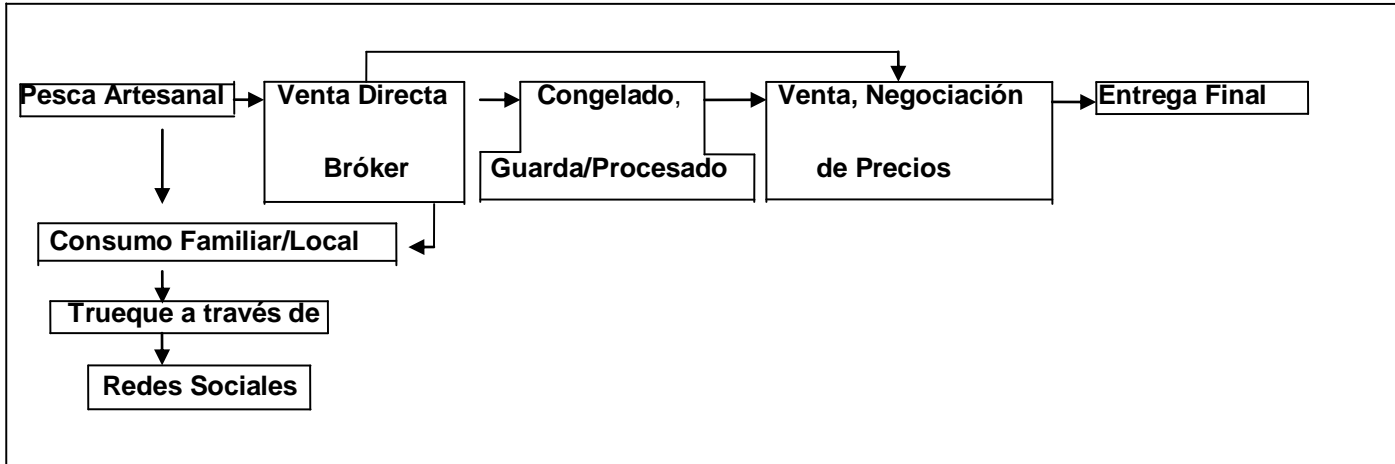 Pesca Artesanal
Venta Directa
Bróker
Congelado,
Guarda/Procesado
Venta, Negociación
de Precios
Entrega Final
Consumo Familiar/Local
Trueque a través de
Redes Sociales